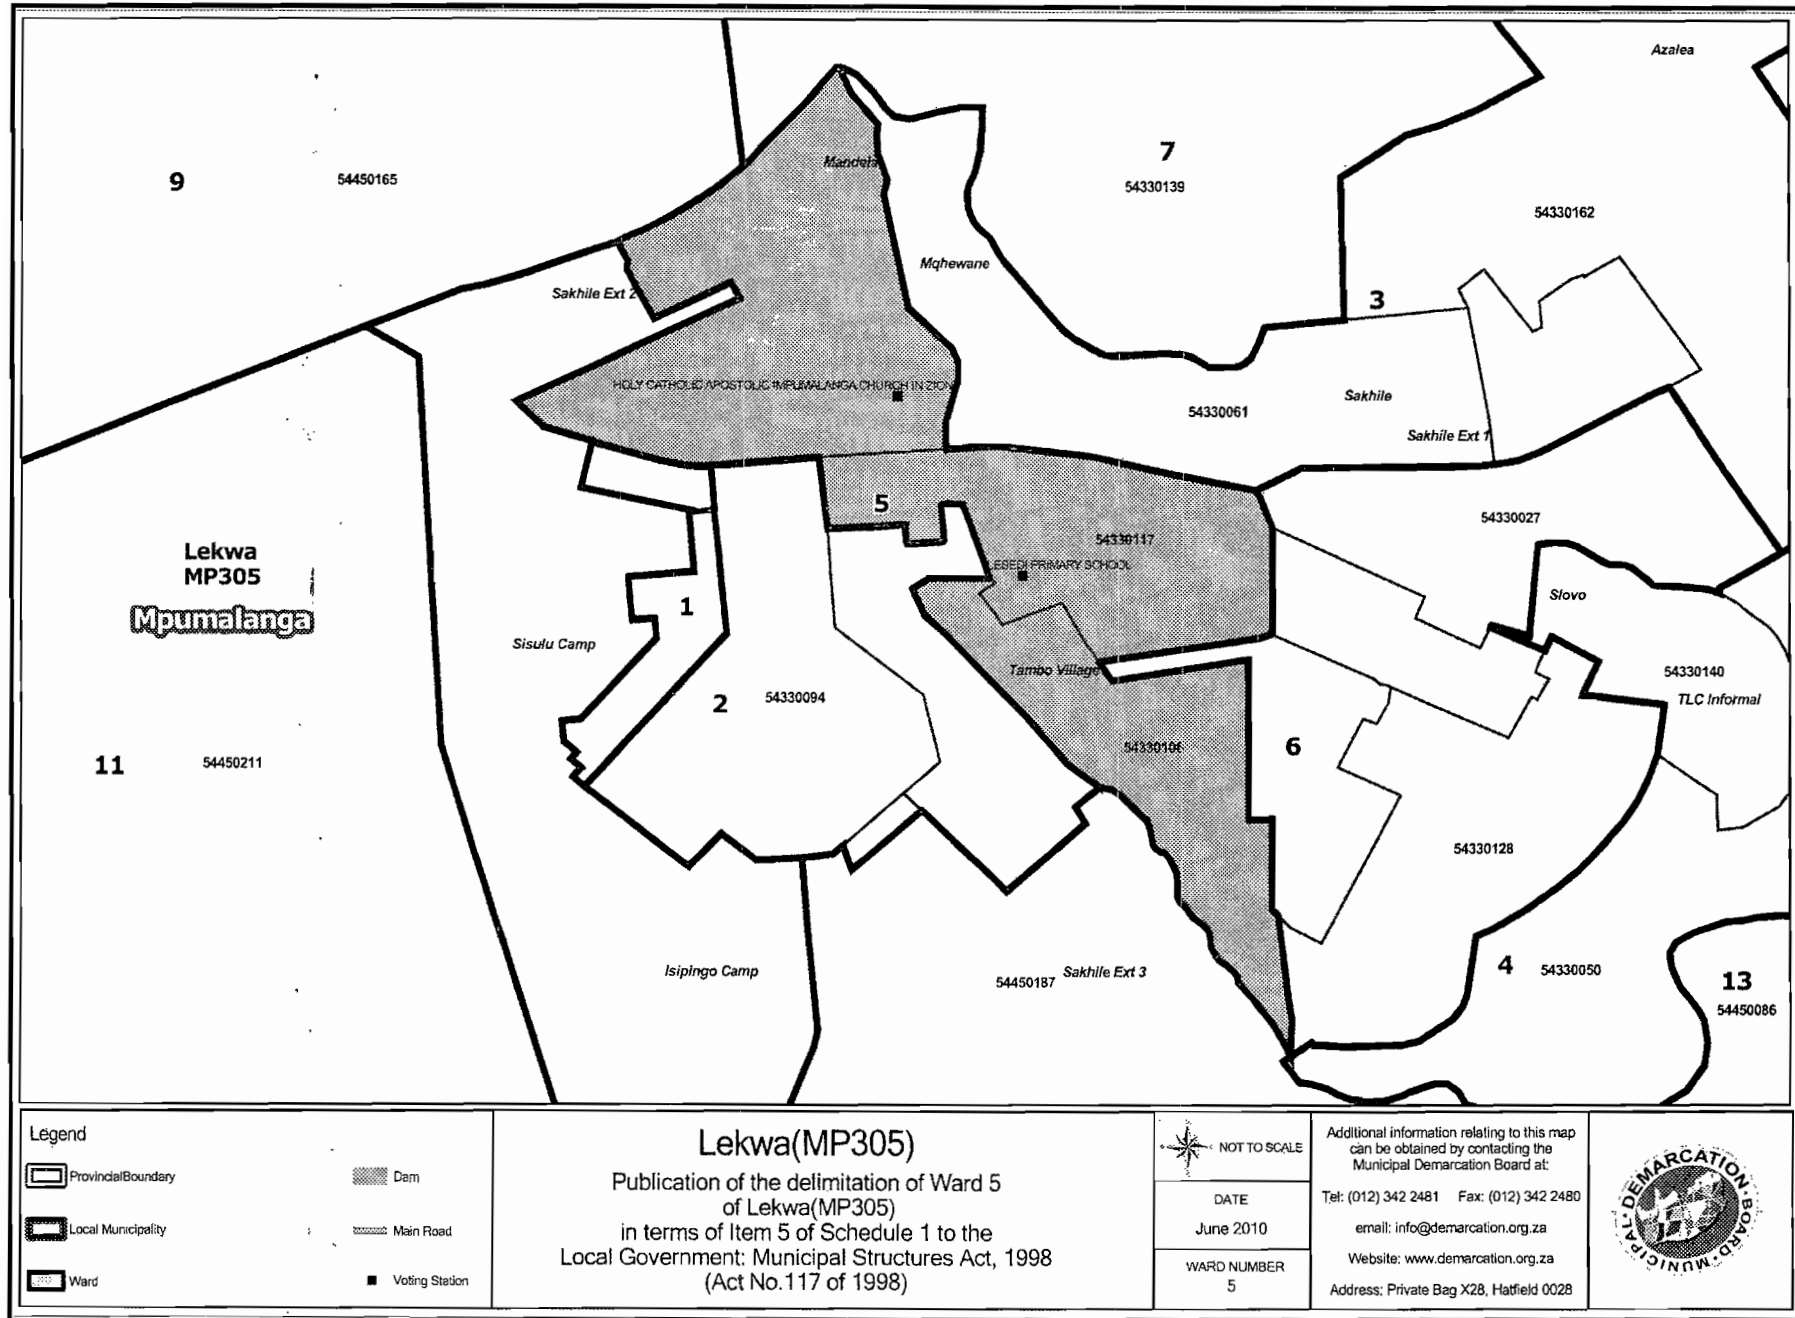 Azalea
7
9
54450165
Mandela
54330139
54330162
Mqhewane
Sakhile Ext 2
3
HOLY CATHOLIC APOSTOLIC IMPUMALANGA CHURCH IN ZION
54330061
Sakhile
Sakhile Ext 1
5
54330027
Lekwa
MP305
Mpumalanga
54330117
LESEDI PRIMARY SCHOOL
1
Slovo
Sisulu Camp
Tambo Village
54330140
TLC Informal
2
54330094
54330106
6
11
54450211
54330128
Isipingo Camp
54450187
Sakhile Ext 3
4
54330050
13
54450086
Legend
ProvincialBoundary
Local Municipality
Ward
Dam
Main Road
Voting Station
Lekwa(MP305)
Publication of the delimitation of Ward 5
of Lekwa(MP305)
in terms of Item 5 of Schedule 1 to the
Local Government: Municipal Structures Act, 1998
(Act No.117 of 1998)
NOT TO SCALE
DATE
June 2010
WARD NUMBER
5
Additional information relating to this map
can be obtained by contacting the
Municipal Demarcation Board at:
Tel: (012) 342 2481 Fax: (012) 342 2480
email: info@demarcation.org.za
Website: www.demarcation.org.za
Address: Private Bag X28, Hatfield 0028
MUNICIPAL DEMARCATION BOARD